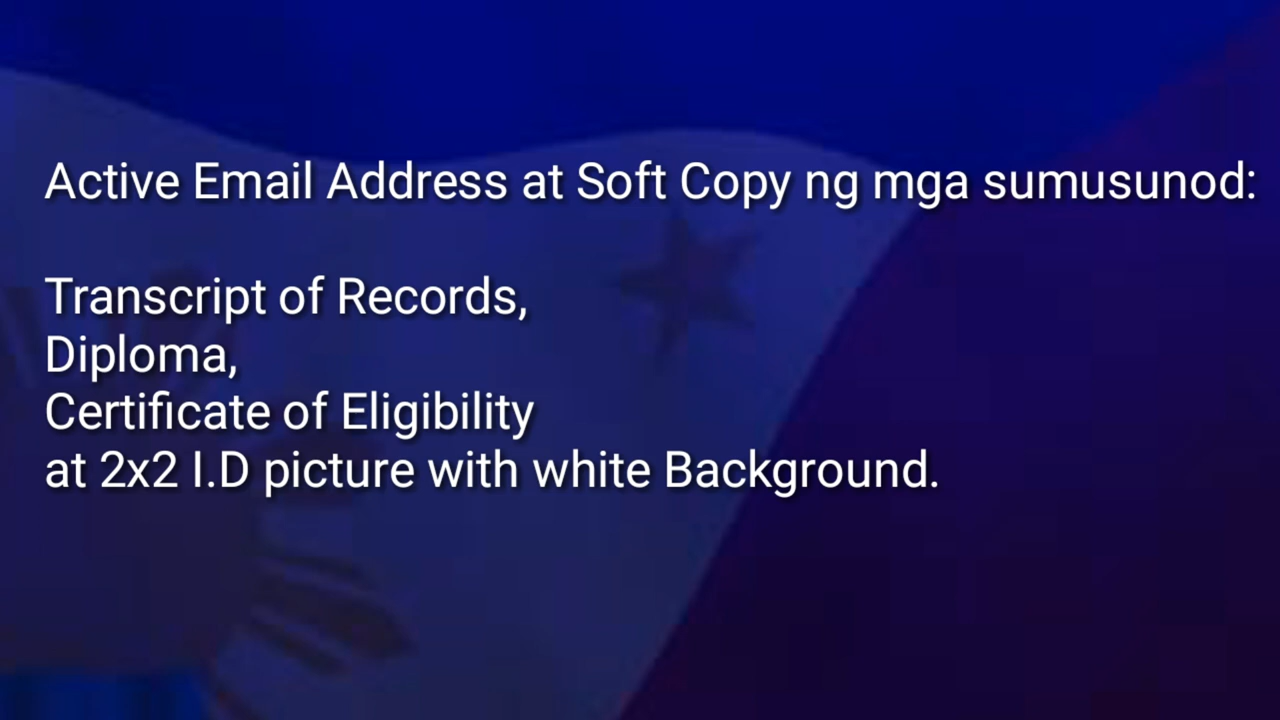 Active Email Address at Soft Copy ng mga sumusunod:
Transcript of Records,
Diploma,
Certificate of Eligibility
at 2x2 I.D picture with white Background.